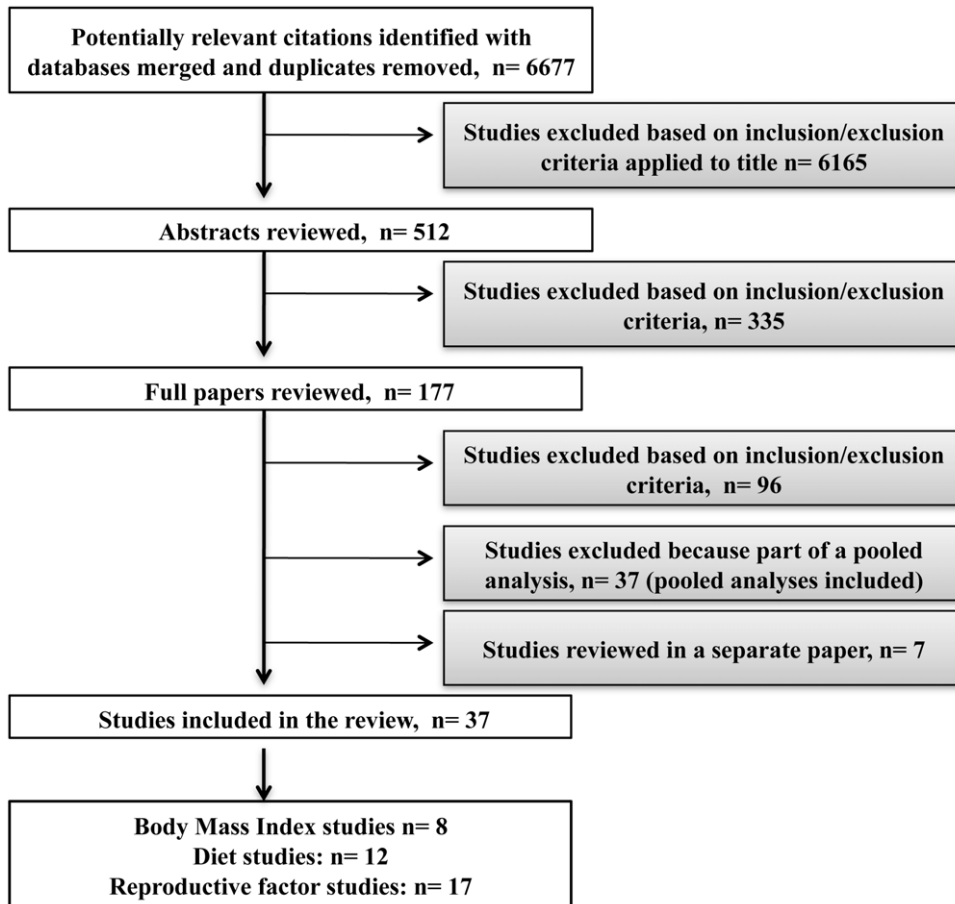 Potentially relevant citations identified with
databases merged and duplicates removed, n= 6677
Studies excluded based on inclusion/exclusion
criteria applied to title n= 6165
Abstracts reviewed, n= 512
Studies excluded based on inclusion/exclusion
criteria, n= 335
Full papers reviewed, n= 177
Studies excluded based on inclusion/exclusion
criteria, n= 96
Studies excluded because part of a pooled
analysis, n= 37 (pooled analyses included)
Studies reviewed in a separate paper, n= 7
Studies included in the review, n= 37
Body Mass Index studies n= 8
Diet studies: n= 12
Reproductive factor studies: n= 17